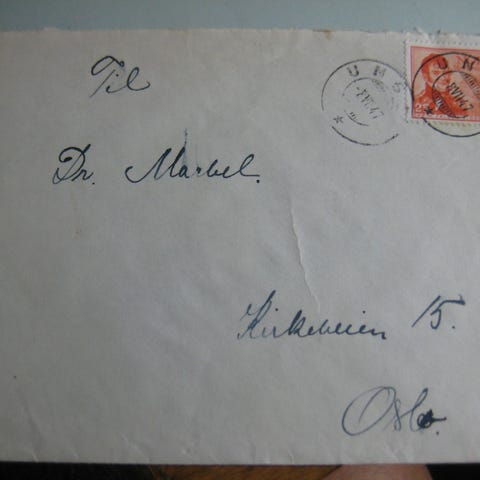 Til
Dr. Marbel.
Kirkeveien 15.
Oslo.